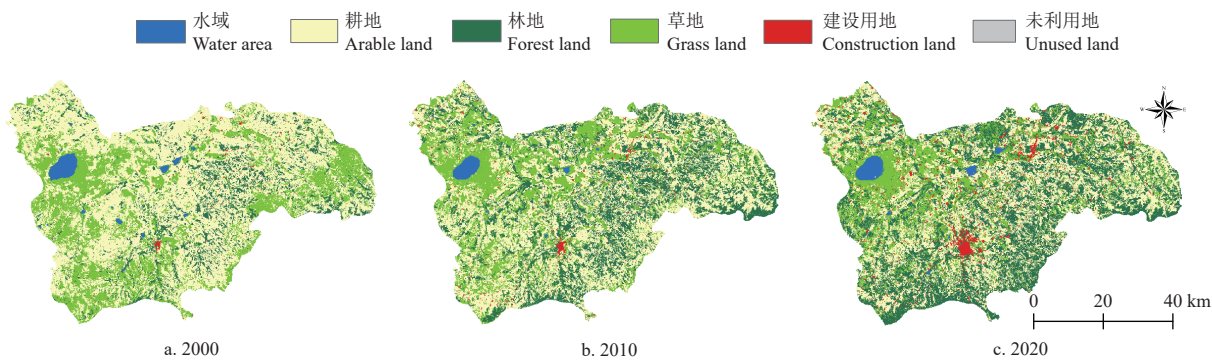 水域 耕地 林地 草地 建设用地 未利用地
Water area Arable land Forest land Grass land Construction land Unused land
N
W E
S
0 20 40 km
a. 2000 b. 2010 c. 2020